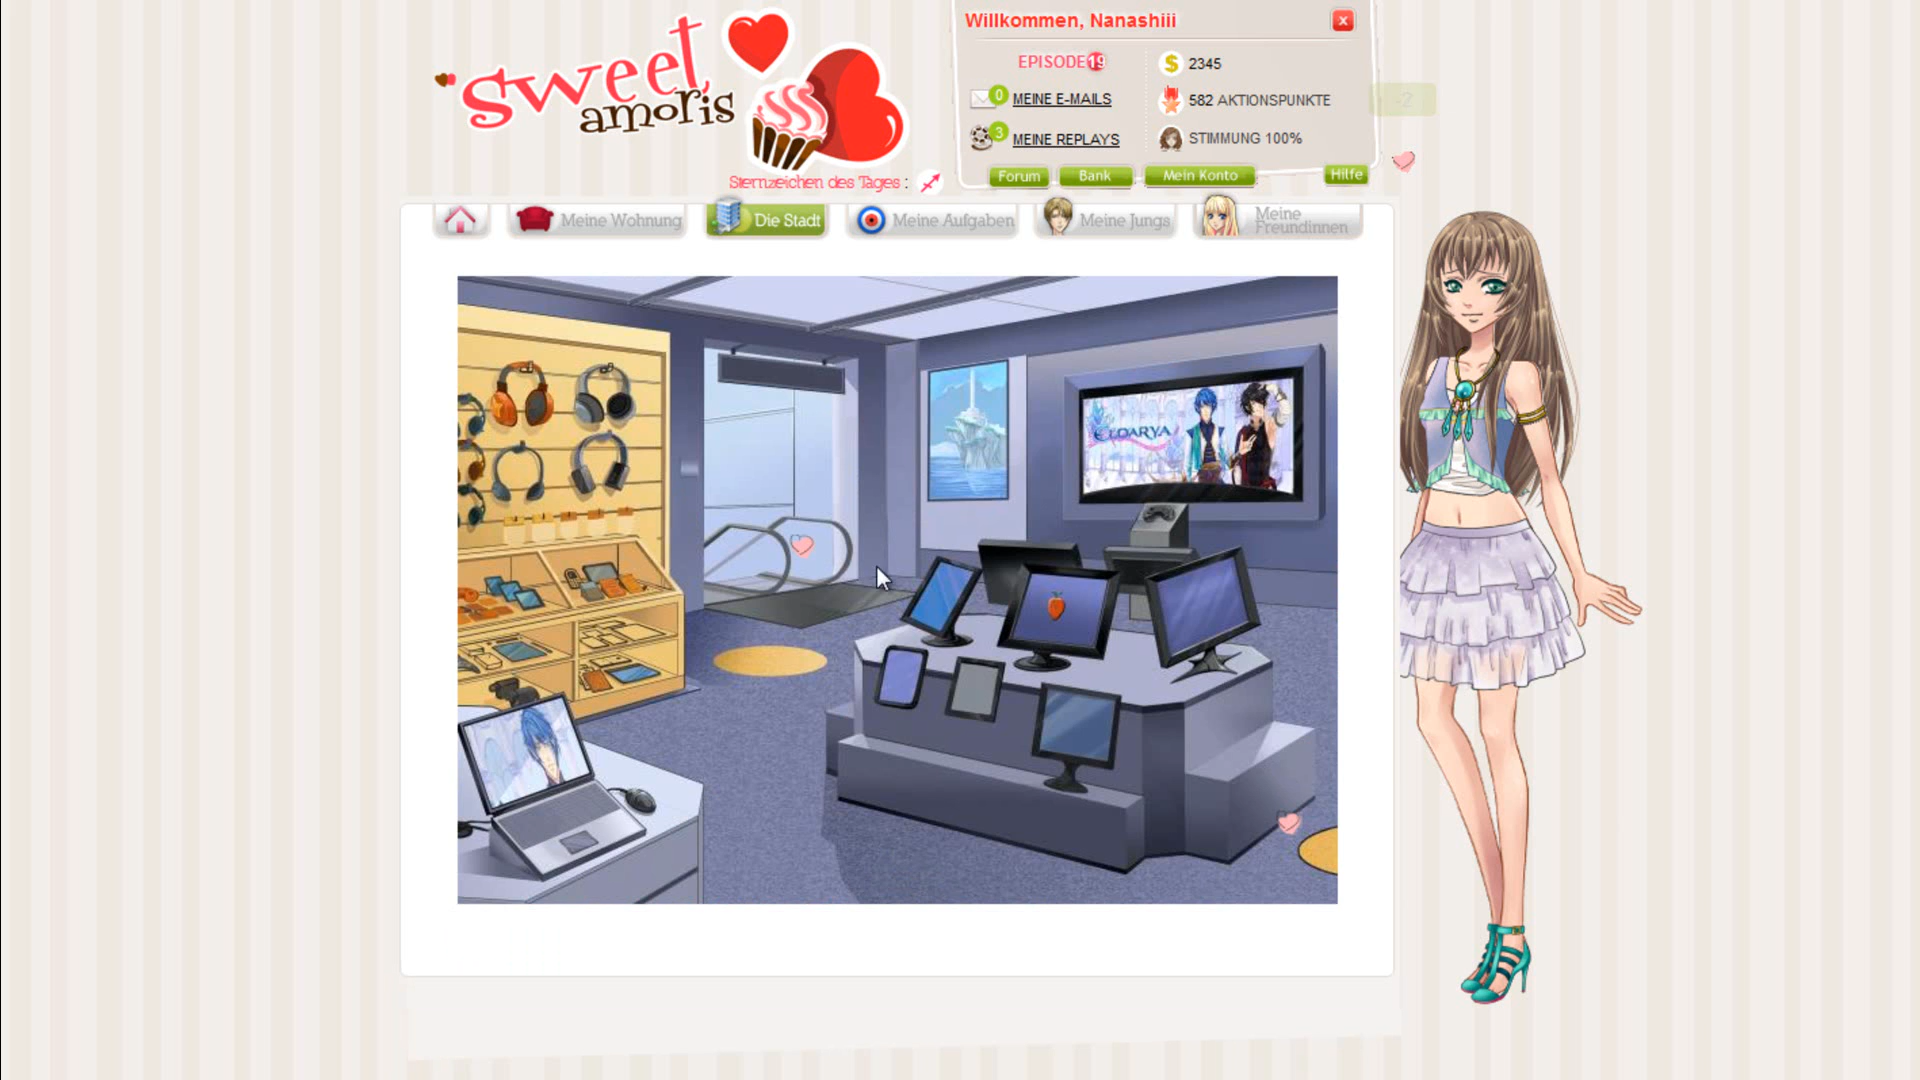 sweet
amoris
Sternzeichen des Tages :
Willkommen, Nanashiii
x
EPISODE 19
$ 2345
0 MEINE E-MAILS
582 AKTIONSPUNKTE
-2
3 MEINE REPLAYS
STIMMUNG 100%
Forum
Bank
Mein Konto
Hilfe
Meine Wohnung
Die Stadt
Meine Aufgaben
Meine Jungs
Meine
Freundinnen
ELDARYA